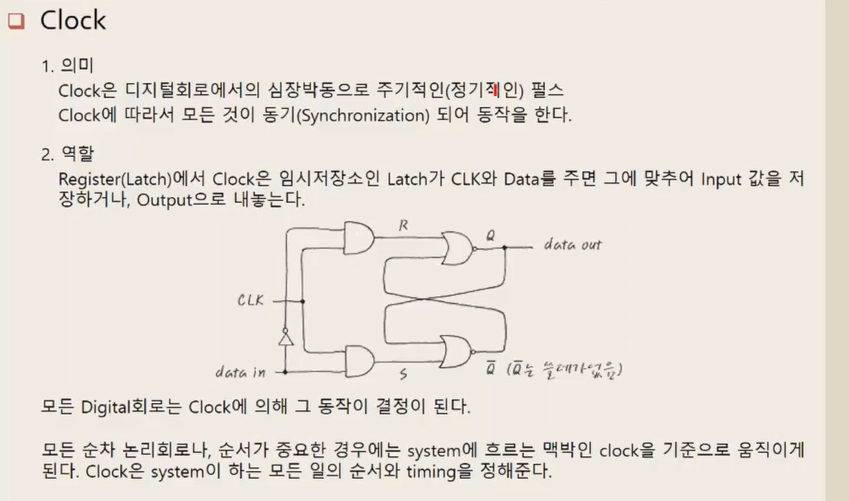 Clock
1. 의미
Clock은 디지털회로에서의 심장박동으로 주기적인(정기적인) 펄스
Clock에 따라서 모든 것이 동기(Synchronization) 되어 동작을 한다.
2. 역할
Register(Latch)에서 Clock은 임시저장소인 Latch가 CLK와 Data를 주면 그에 맞추어 Input 값을 저
장하거나, Output으로 내놓는다.
R
Q
data out
CLK
data in
S
Q̅ (Q̅는 쓸데가없음)
모든 Digital회로는 Clock에 의해 그 동작이 결정이 된다.
모든 순차 논리회로나, 순서가 중요한 경우에는 system에 흐르는 맥박인 clock을 기준으로 움직이게
된다. Clock은 system이 하는 모든 일의 순서와 timing을 정해준다.